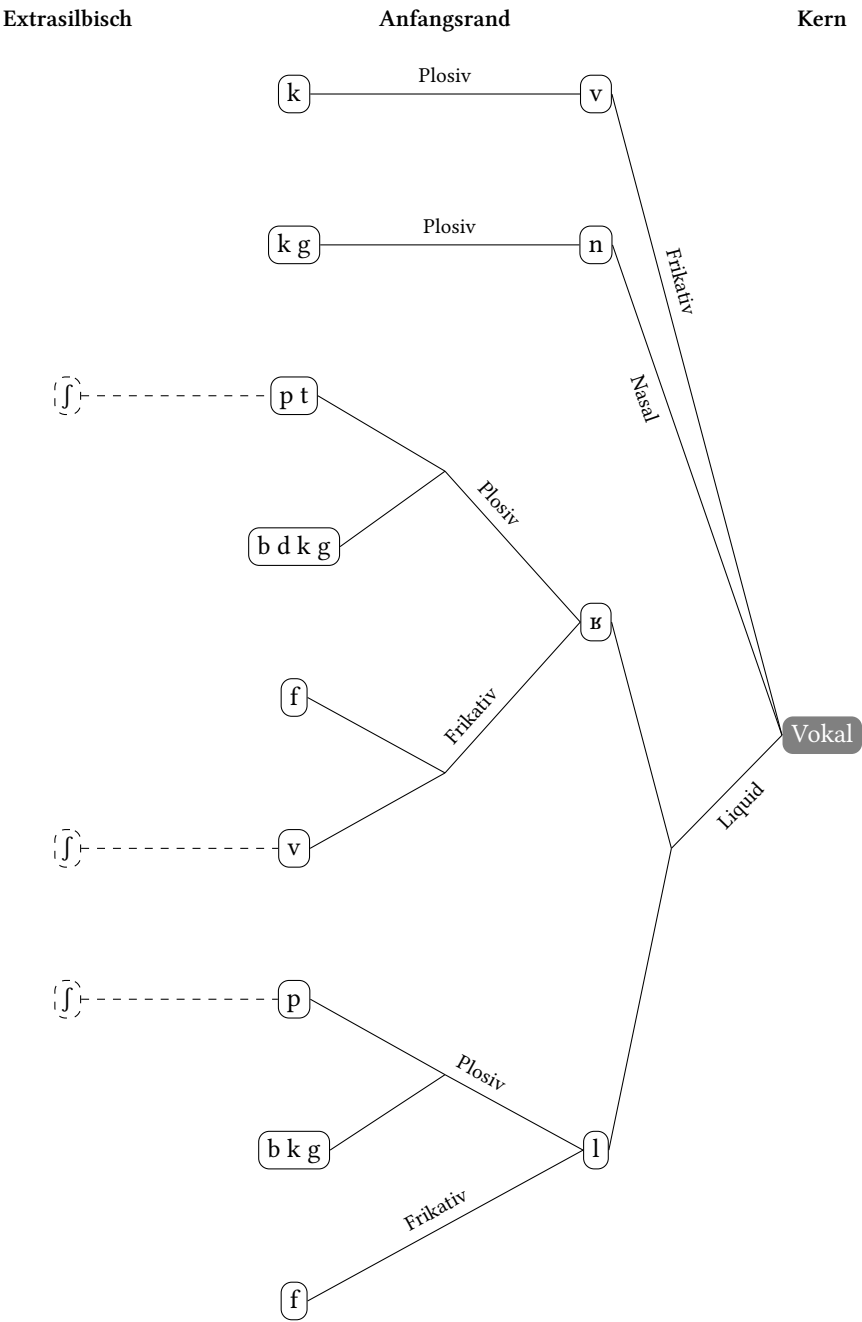 Extrasilbisch Anfangsrand Kern
Plosiv
k v
Plosiv
k g n
Frikativ
Nasal
ʃ p t
Plosiv
b d k g
ʁ
f
Frikativ
Vokal
Liquid
ʃ v
ʃ p
Plosiv
b k g l
Frikativ
f